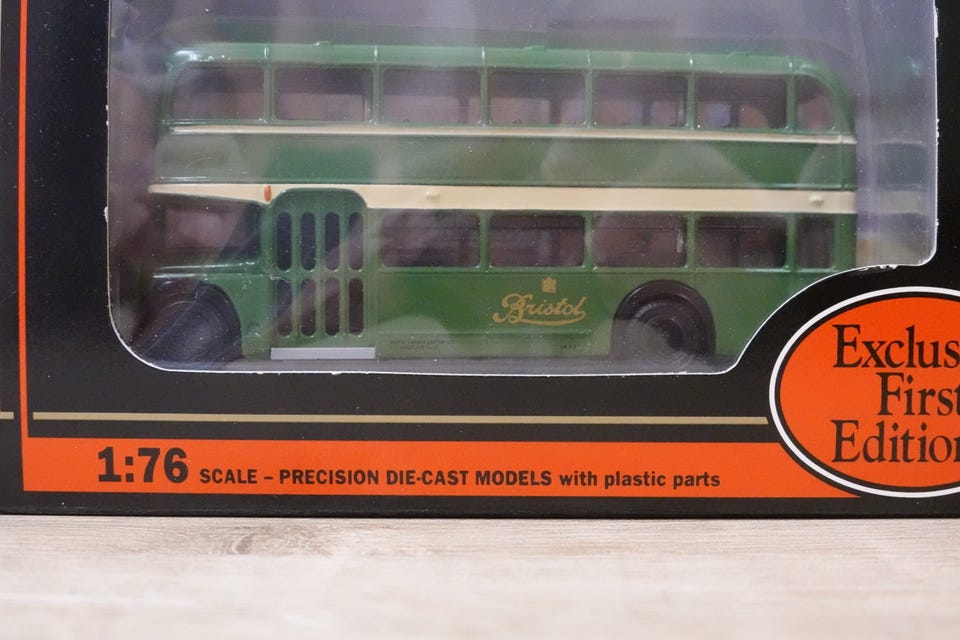 Bristol
Exclus
First
Edition
1:76 SCALE – PRECISION DIE-CAST MODELS with plastic parts